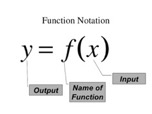 Function Notation
y = f(x)
Output
Name of
Function
Input